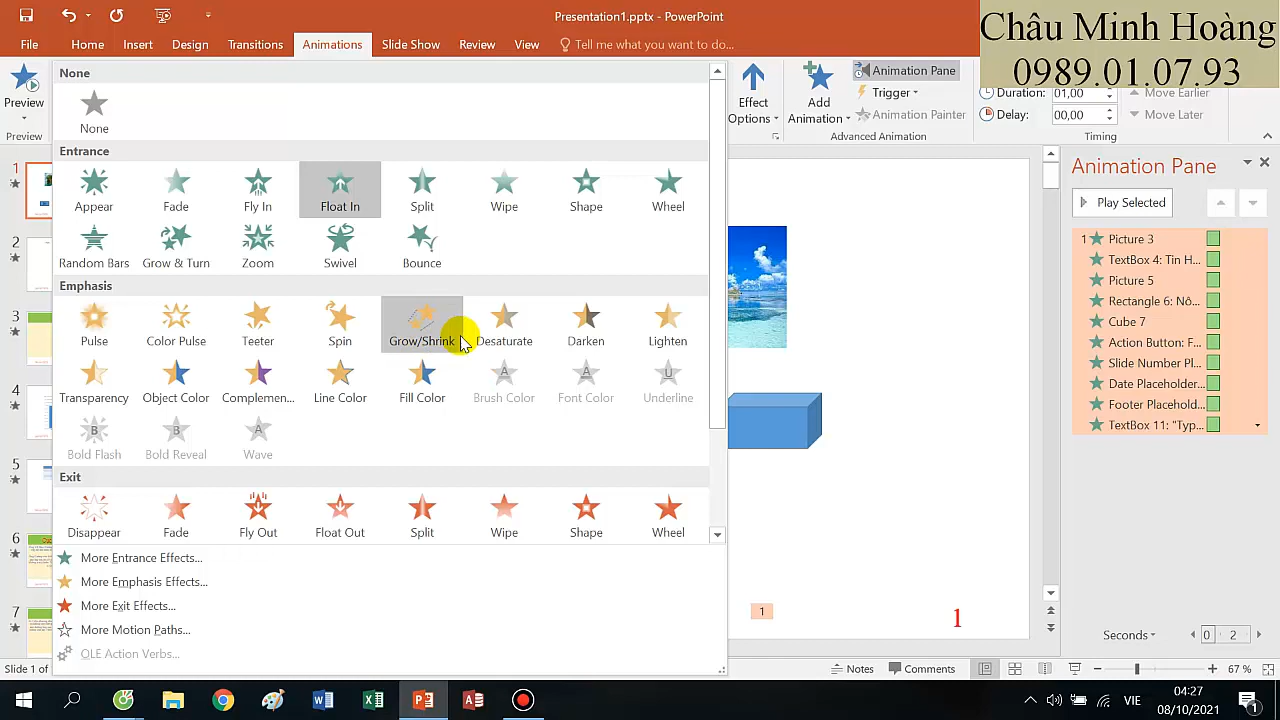 Presentation1.pptx - PowerPoint
Châu Minh Hoàng
0989.01.07.93
File Home Insert Design Transitions Animations Slide Show Review View Tell me what you want to do...
Preview
Preview
None
None
Entrance
Appear Fade Fly In Float In Split Wipe Shape Wheel
Random Bars Grow & Turn Zoom Swivel Bounce
Emphasis
Pulse Color Pulse Teeter Spin Grow/Shrink Desaturate Darken Lighten
Transparency Object Color Complemen... Line Color Fill Color Brush Color Font Color Underline
Bold Flash Bold Reveal Wave
Exit
Disappear Fade Fly Out Float Out Split Wipe Shape Wheel
More Entrance Effects...
More Emphasis Effects...
More Exit Effects...
More Motion Paths...
OLE Action Verbs...
Effect
Options
Add
Animation
Animation Pane
Trigger
Animation Painter
Advanced Animation
Duration: 01,00
Delay: 00,00
Move Earlier
Move Later
Timing
1
2
3
4
5
6
7
1
1
Animation Pane
Play Selected
1 Picture 3
TextBox 4: Tin H...
Picture 5
Rectangle 6: Nô...
Cube 7
Action Button: F...
Slide Number Pl...
Date Placeholder...
Footer Placehold...
TextBox 11: "Typ...
Seconds 0 2
Slide 1 of
Notes Comments 67 %
VIE
04:27
08/10/2021
1